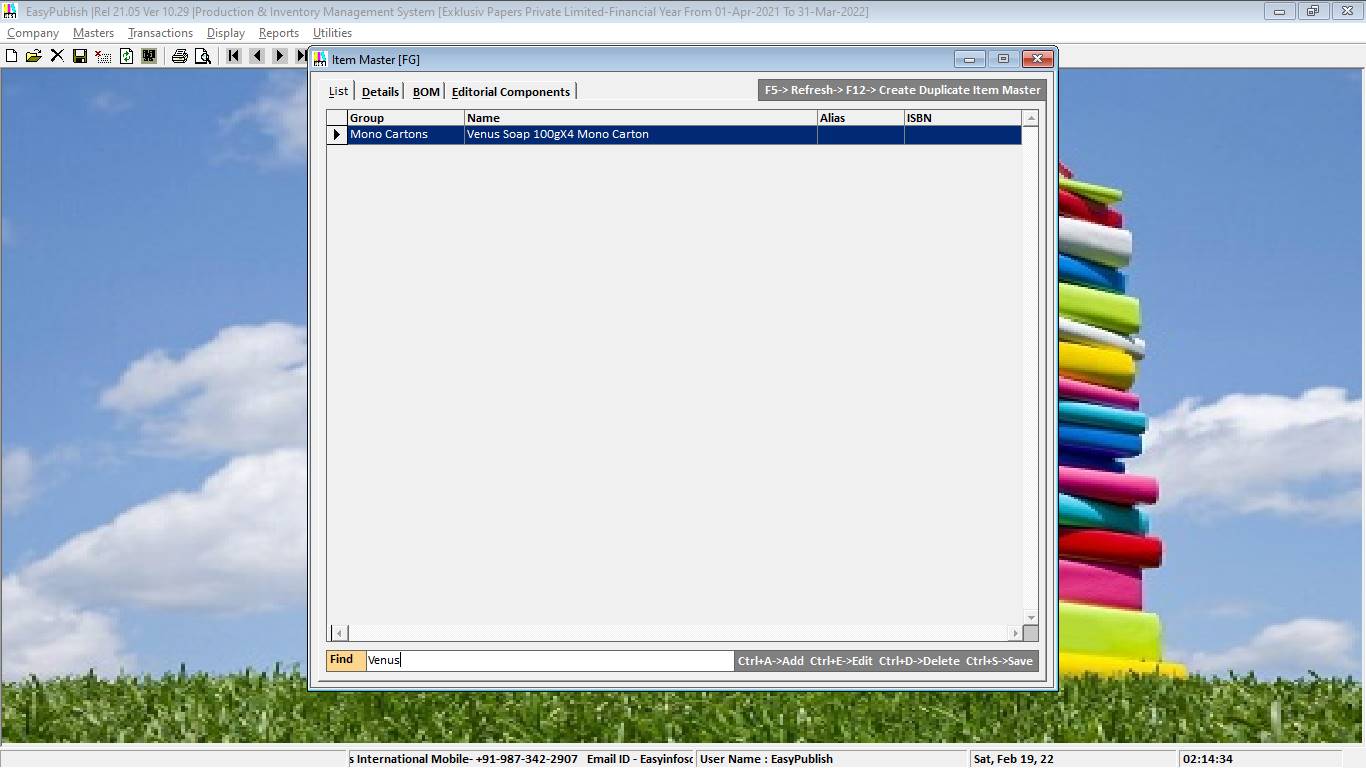 EasyPublish |Rel 21.05 Ver 10.29 |Production & Inventory Management System [Exklusiv Papers Private Limited-Financial Year From 01-Apr-2021 To 31-Mar-2022]
Company Masters Transactions Display Reports Utilities
Item Master [FG]
List Details BOM Editorial Components F5-> Refresh-> F12-> Create Duplicate Item Master
Group Name Alias ISBN
Mono Cartons Venus Soap 100gX4 Mono Carton
Find Venus Ctrl+A->Add Ctrl+E->Edit Ctrl+D->Delete Ctrl+S->Save
s International Mobile- +91-987-342-2907 Email ID - Easyinfoso User Name : EasyPublish Sat, Feb 19, 22 02:14:34